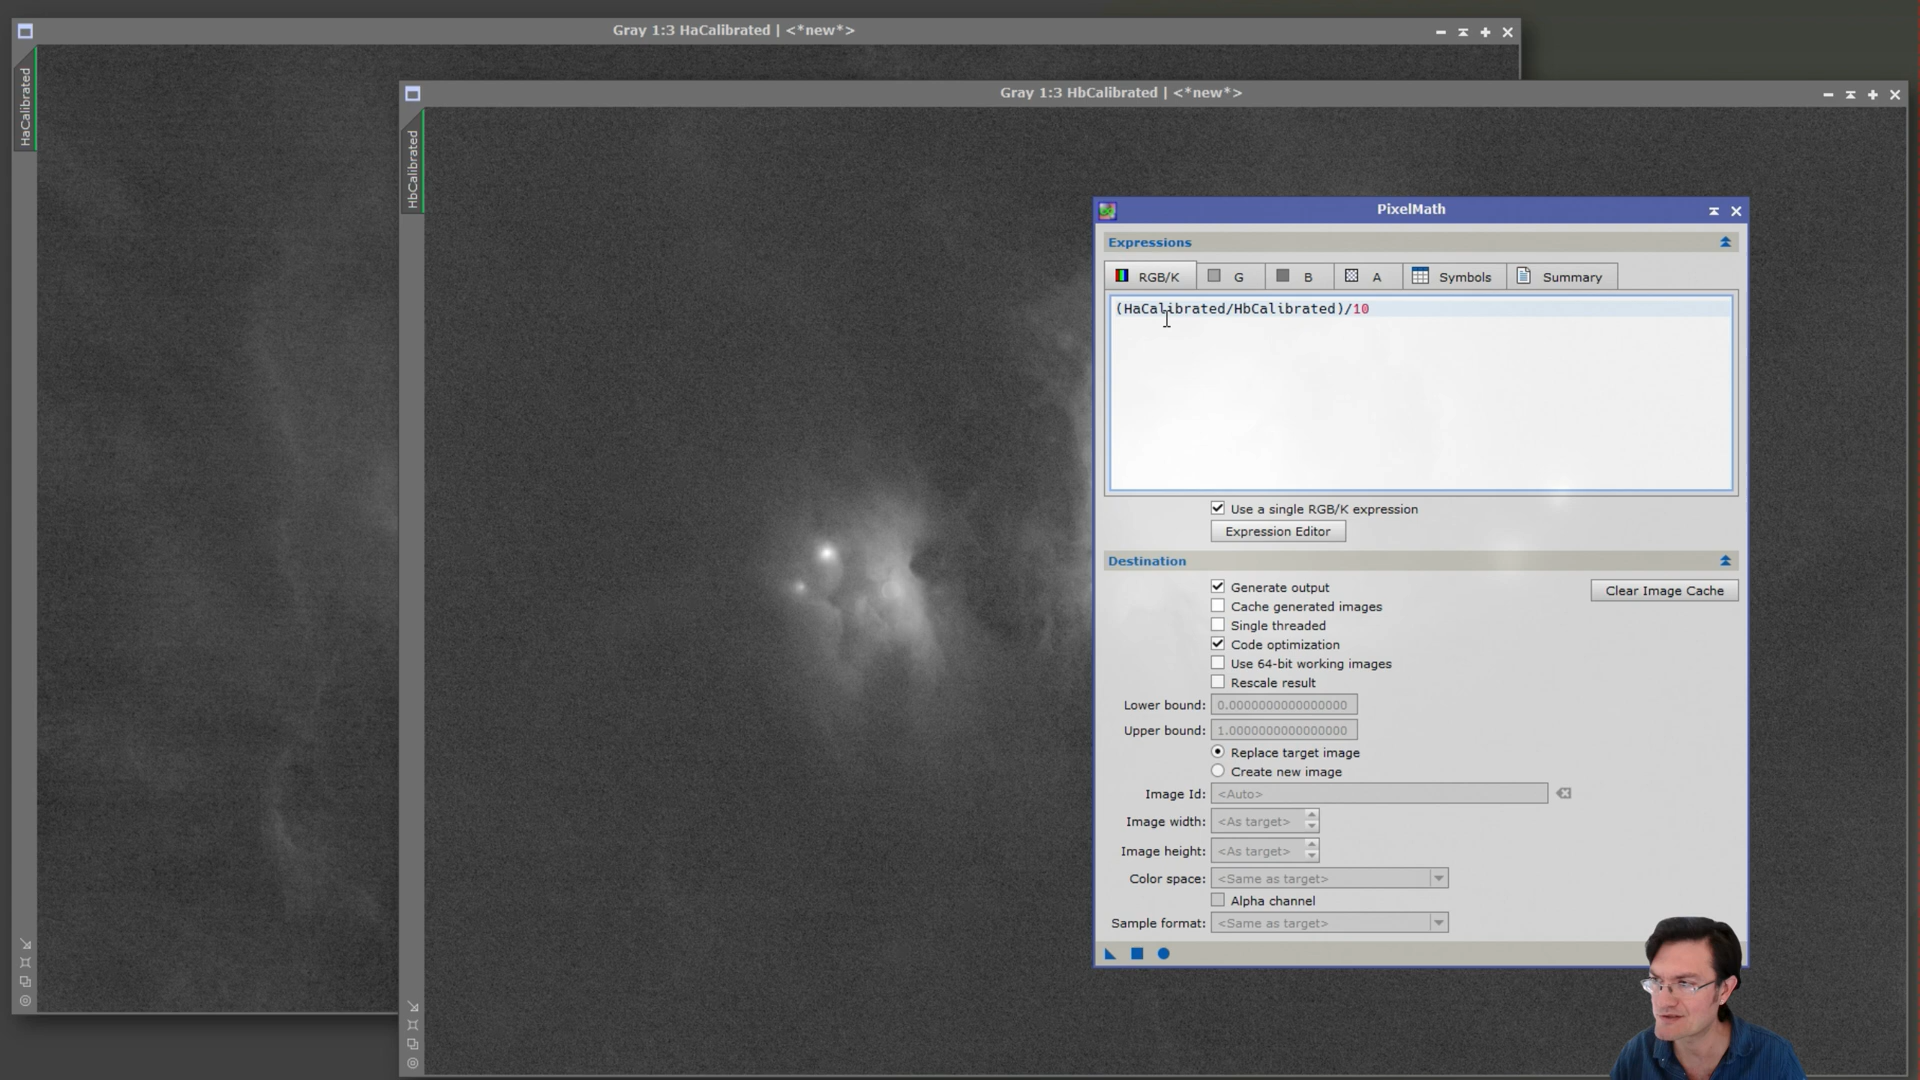 Gray 1:3 HaCalibrated | <*new*>
HaCalibrated
Gray 1:3 HbCalibrated | <*new*>
HbCalibrated
PixelMath
Expressions
RGB/K G B A Symbols Summary
(HaCalibrated/HbCalibrated)/10
Use a single RGB/K expression
Expression Editor
Destination
Generate output
Clear Image Cache
Cache generated images
Single threaded
Code optimization
Use 64-bit working images
Rescale result
Lower bound: 0.0000000000000000
Upper bound: 1.0000000000000000
Replace target image
Create new image
Image Id: <Auto>
Image width: <As target>
Image height: <As target>
Color space: <Same as target>
Alpha channel
Sample format: <Same as target>